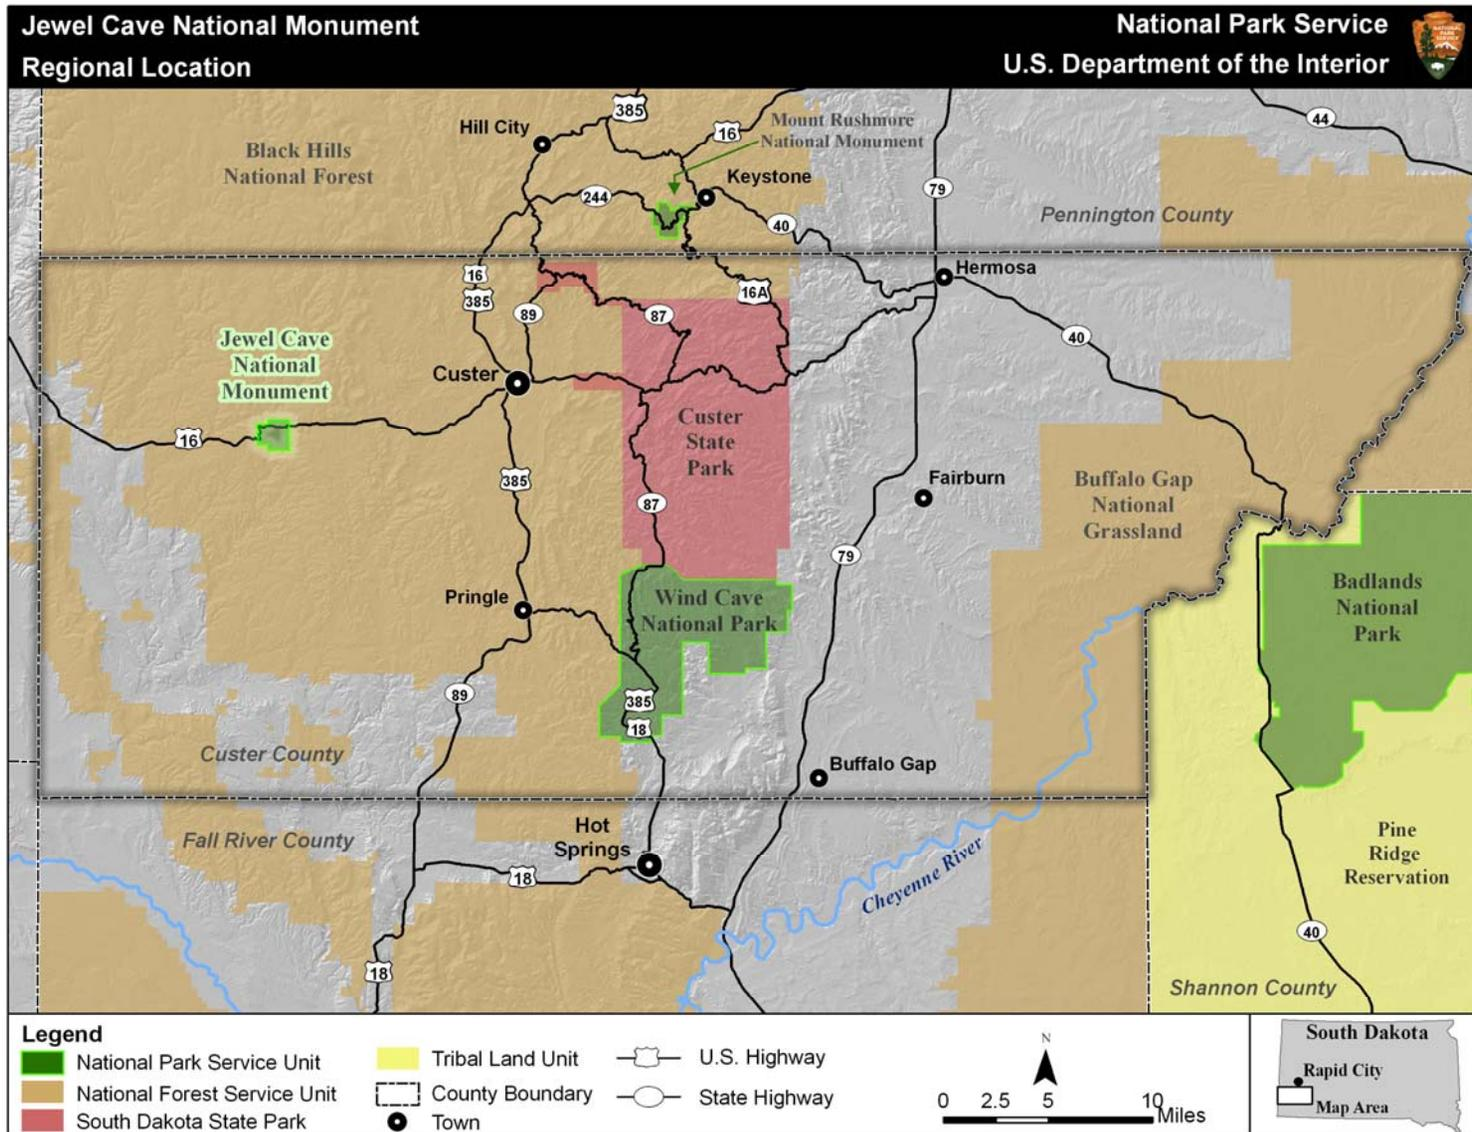 Jewel Cave National Monument
Regional Location
National Park Service
U.S. Department of the Interior
NATIONAL
PARK
SERVICE
385
Hill City
16
Mount Rushmore
National Monument
44
Black Hills
National Forest
Keystone
79
244
40
Pennington County
16
385
89
87
16A
Hermosa
40
Jewel Cave
National
Monument
Custer
16
Custer
State
Park
385
87
Fairburn
Buffalo Gap
National
Grassland
79
Badlands
National
Park
Pringle
Wind Cave
National Park
89
385
18
Custer County
Buffalo Gap
Fall River County
Hot
Springs
18
Cheyenne River
Pine
Ridge
Reservation
40
18
Shannon County
Legend
National Park Service Unit
National Forest Service Unit
South Dakota State Park
Tribal Land Unit
County Boundary
Town
U.S. Highway
State Highway
N
0 2.5 5 10 Miles
South Dakota
Rapid City
Map Area